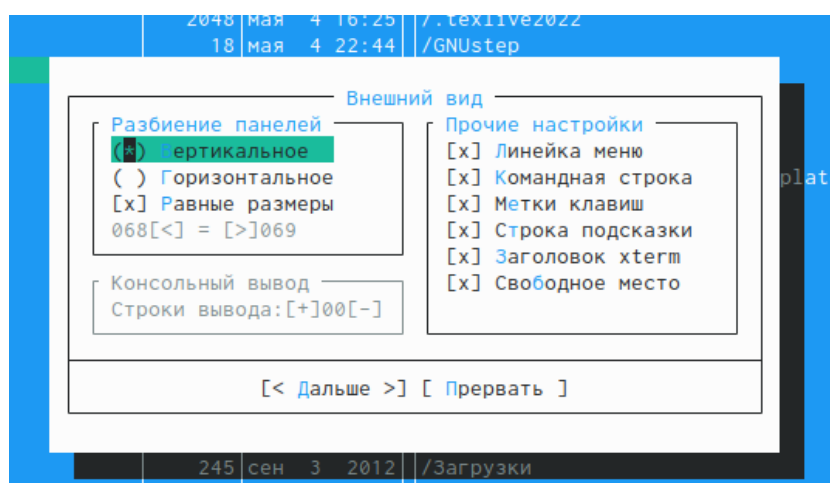 2048 мая 4 16:25 /.texlive2022
18 мая 4 22:44 /GNUstep
Внешний вид
Разбиение панелей
(*) Вертикальное
( ) Горизонтальное
[x] Равные размеры
068[<] = [>]069
Консольный вывод
Строки вывода:[+]00[-]
Прочие настройки
[x] Линейка меню
[x] Командная строка
[x] Метки клавиш
[x] Строка подсказки
[x] Заголовок xterm
[x] Свободное место
plat
[< Дальше >] [ Прервать ]
245 сен 3 2012 /Загрузки